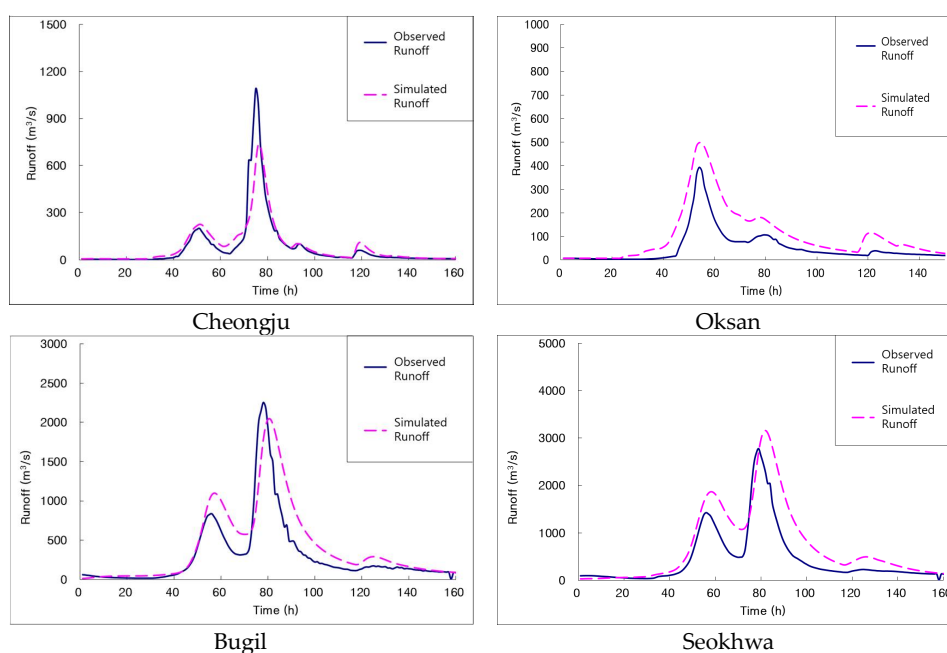 1500
1200
900
600
300
0
Runoff (m³/s)
0 20 40 60 80 100 120 140 160
Time (h)
Observed
Runoff
Simulated
Runoff
Cheongju
1000
900
800
700
600
500
400
300
200
100
0
Runoff (m³/s)
0 20 40 60 80 100 120 140
Time (h)
Observed
Runoff
Simulated
Runoff
Oksan
3000
2500
2000
1500
1000
500
0
Runoff (m³/s)
0 20 40 60 80 100 120 140 160
Time (h)
Observed
Runoff
Simulated
Runoff
Bugil
5000
4000
3000
2000
1000
0
Runoff (m³/s)
0 20 40 60 80 100 120 140 160
Time (h)
Observed
Runoff
Simulated
Runoff
Seokhwa